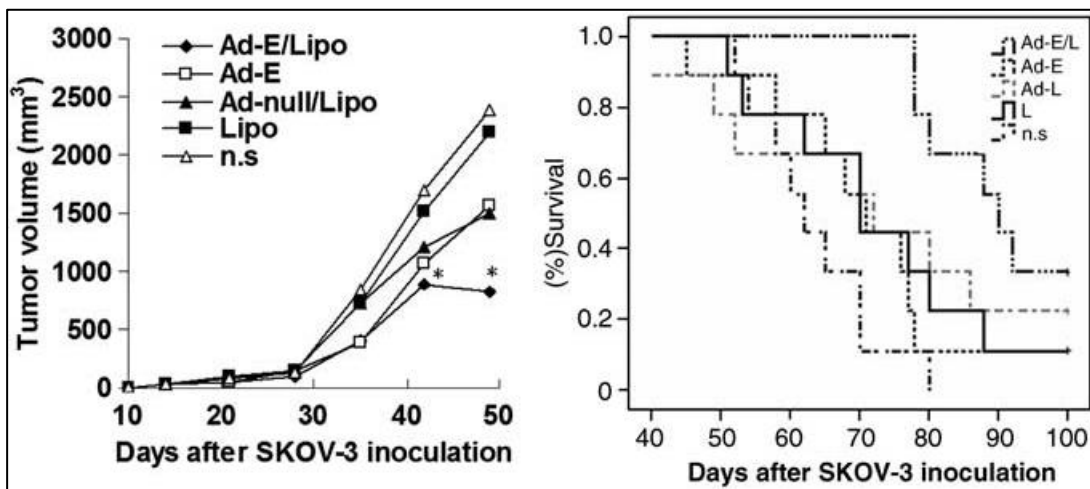 3000
2500
2000
1500
1000
500
0
Tumor volume (mm³)
Ad-E/Lipo
Ad-E
Ad-null/Lipo
Lipo
n.s
*
*
10 20 30 40 50
Days after SKOV-3 inoculation
1.0
0.8
0.6
0.4
0.2
0
(%)Survival
Ad-E/L
Ad-E
Ad-L
L
n.s
40 50 60 70 80 90 100
Days after SKOV-3 inoculation